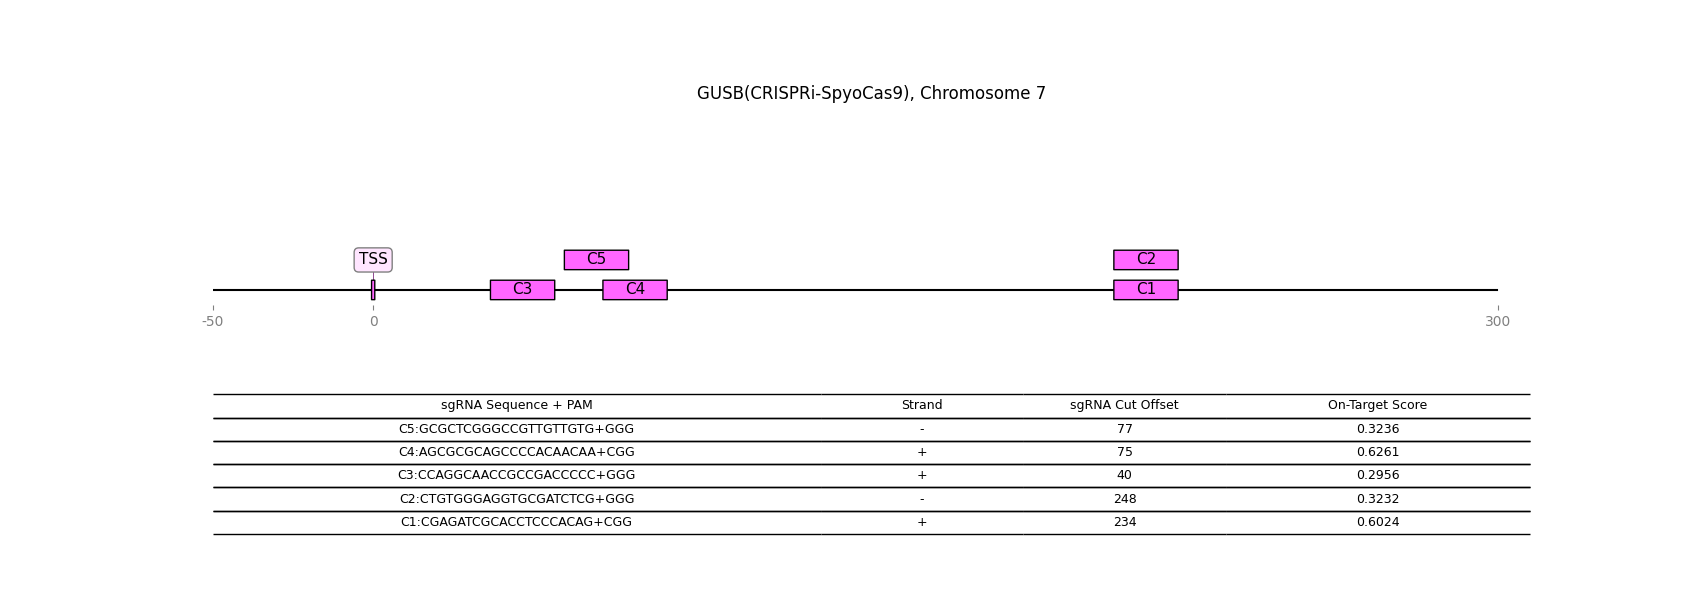 GUSB(CRISPRi-SpyoCas9), Chromosome 7
TSS C5 C2
C3 C4 C1
-50 0 300
sgRNA Sequence + PAM Strand sgRNA Cut Offset On-Target Score
C5:GCGCTCGGGCCGTTGTTGTG+GGG - 77 0.3236
C4:AGCGCGCAGCCCCACAACAA+CGG + 75 0.6261
C3:CCAGGCAACCGCCGACCCCC+GGG + 40 0.2956
C2:CTGTGGGAGGTGCGATCTCG+GGG - 248 0.3232
C1:CGAGATCGCACCTCCCACAG+CGG + 234 0.6024